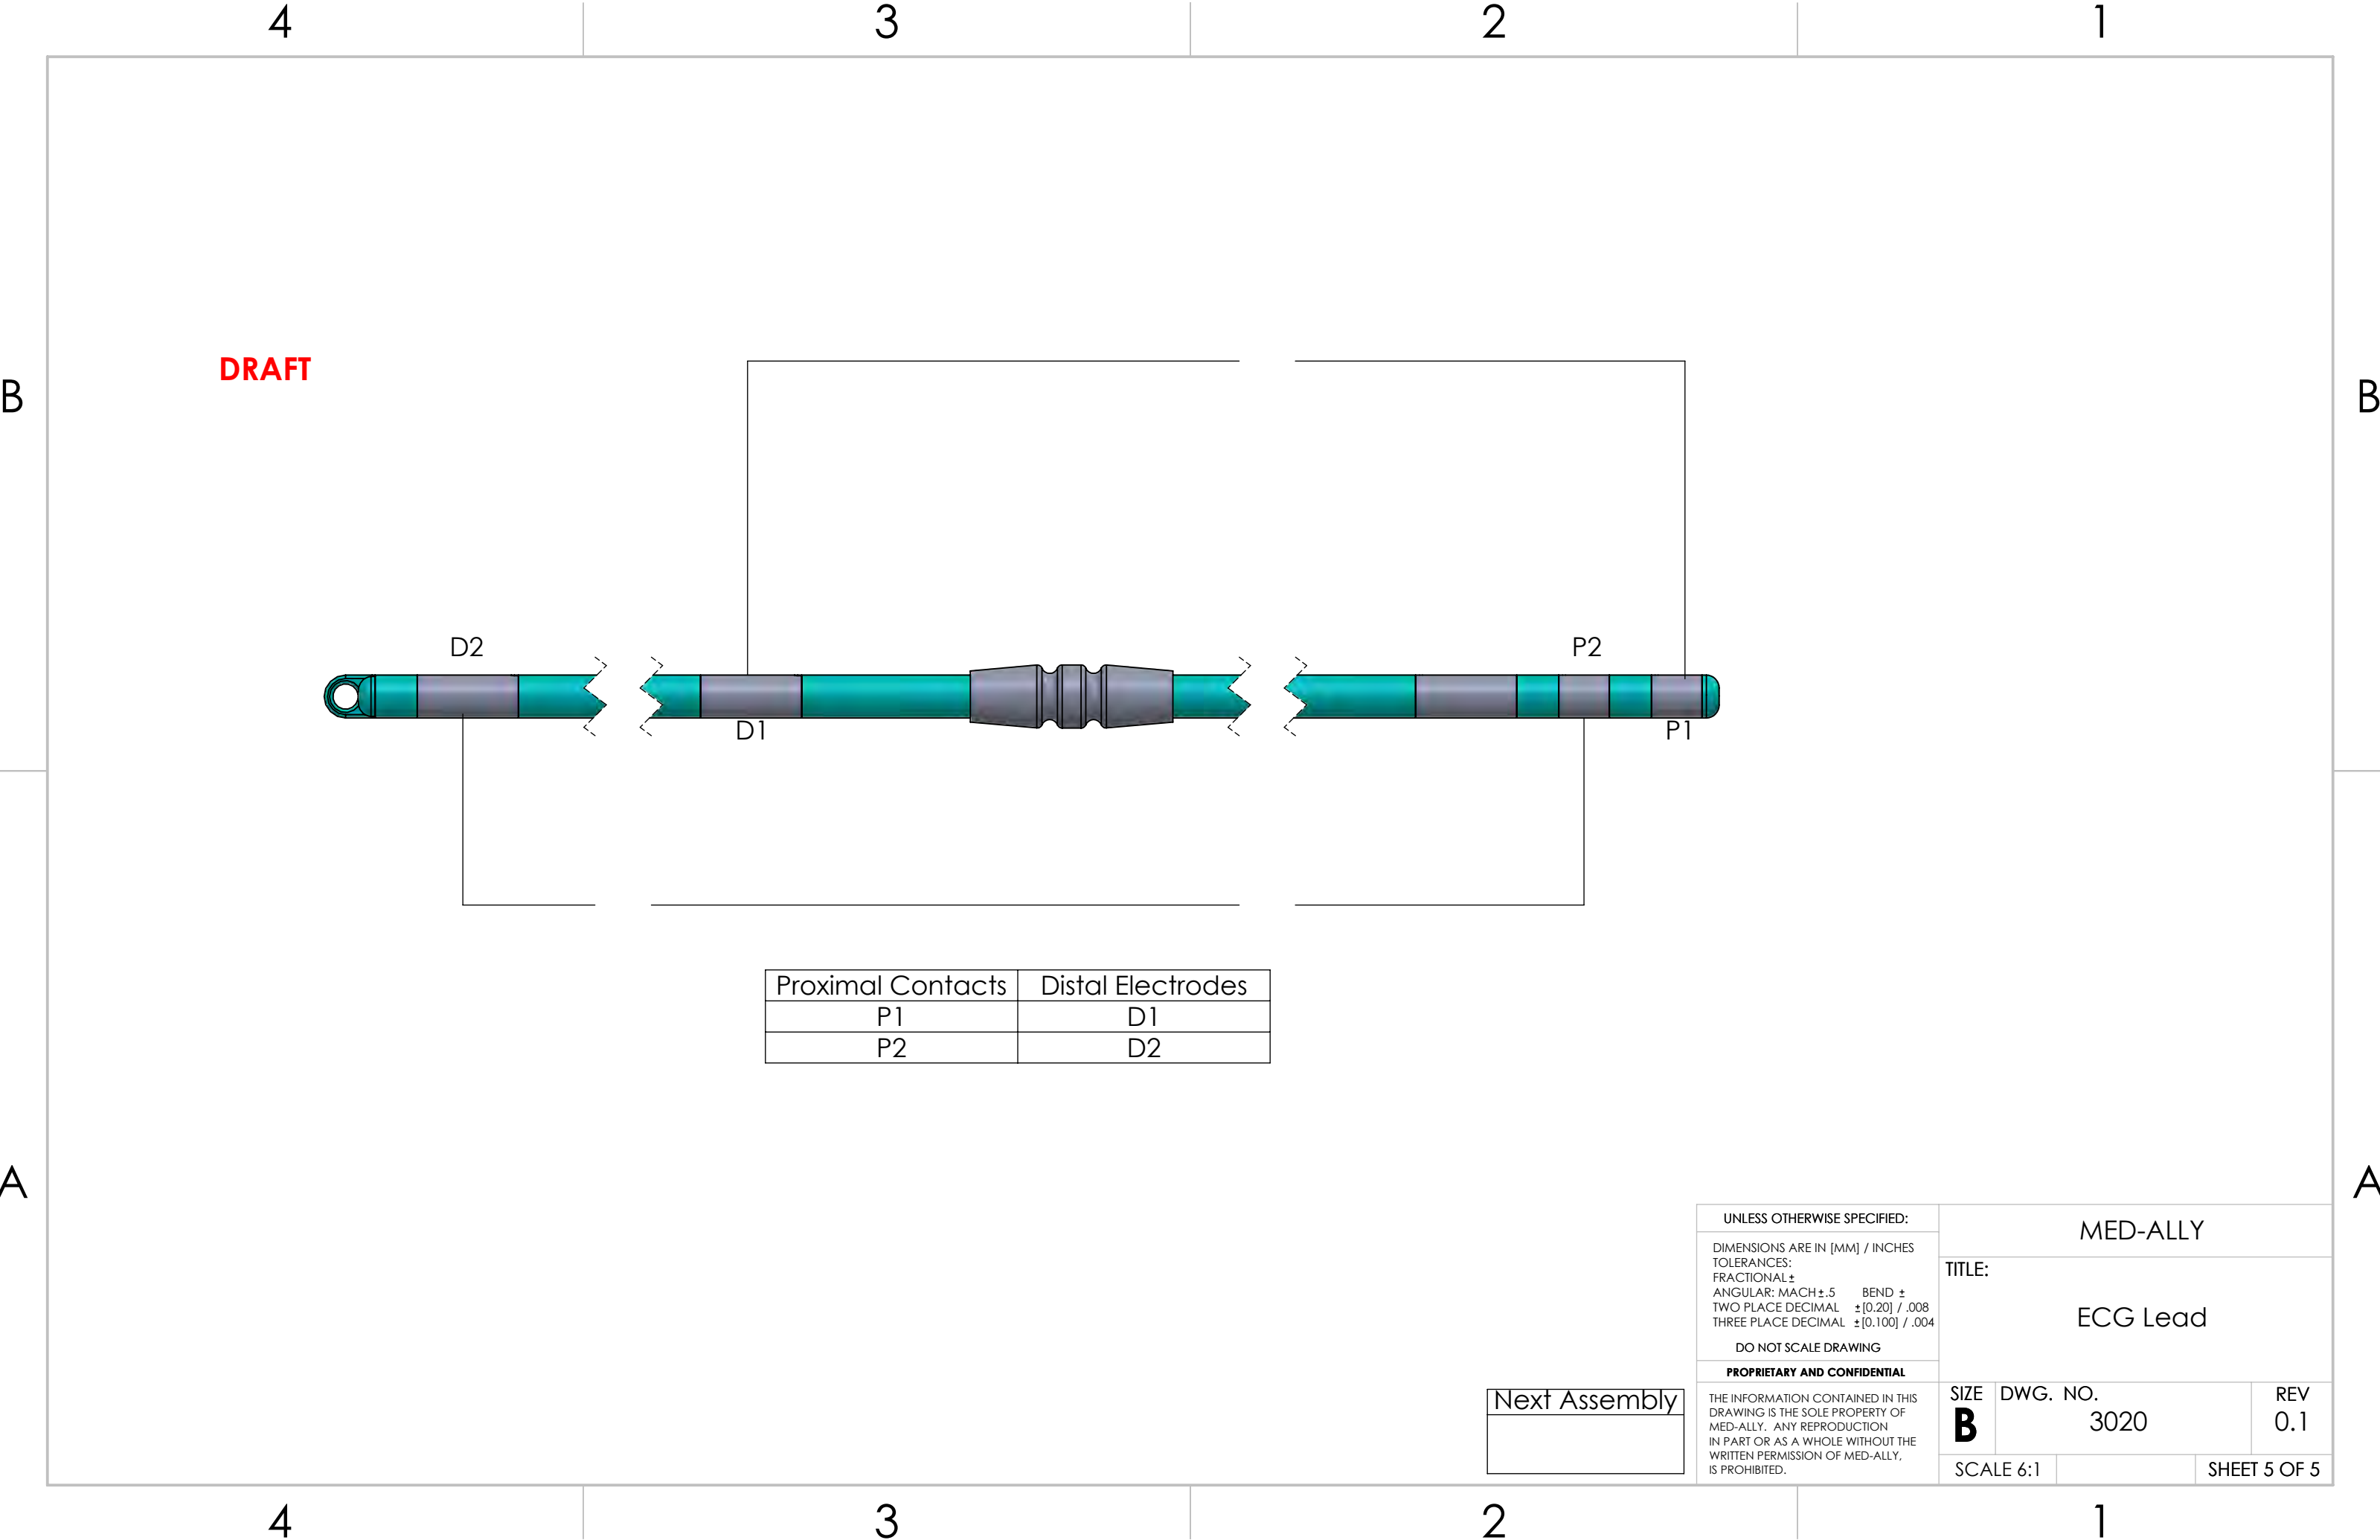 4 3 2 1
DRAFT
B B
D2 P2
D1 P1
Proximal Contacts Distal Electrodes
P1 D1
P2 D2
A A
UNLESS OTHERWISE SPECIFIED:
DIMENSIONS ARE IN [MM] / INCHES
TOLERANCES:
FRACTIONAL ±
ANGULAR: MACH ± .5 BEND ±
TWO PLACE DECIMAL ±[0.20] / .008
THREE PLACE DECIMAL ±[0.100] / .004
DO NOT SCALE DRAWING
PROPRIETARY AND CONFIDENTIAL
THE INFORMATION CONTAINED IN THIS
DRAWING IS THE SOLE PROPERTY OF
MED-ALLY. ANY REPRODUCTION
IN PART OR AS A WHOLE WITHOUT THE
WRITTEN PERMISSION OF MED-ALLY,
IS PROHIBITED.
Next Assembly
MED-ALLY
TITLE:
ECG Lead
SIZE DWG. NO. REV
B 3020 0.1
SCALE 6:1 SHEET 5 OF 5
4 3 2 1